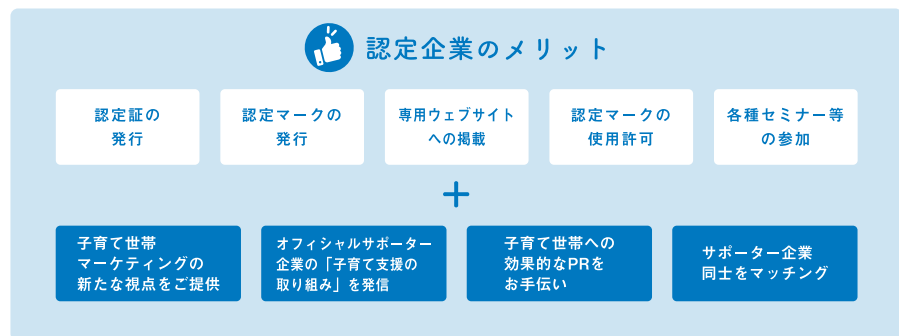 認定企業のメリット
認定証の
発行
認定マークの
発行
専用ウェブサイト
への掲載
認定マークの
使用許可
各種セミナー等
の参加
+
子育て世帯
マーケティングの
新たな視点をご提供
オフィシャルサポーター
企業の「子育て支援の
取り組み」を発信
子育て世帯への
効果的なPRを
お手伝い
サポーター企業
同士をマッチング